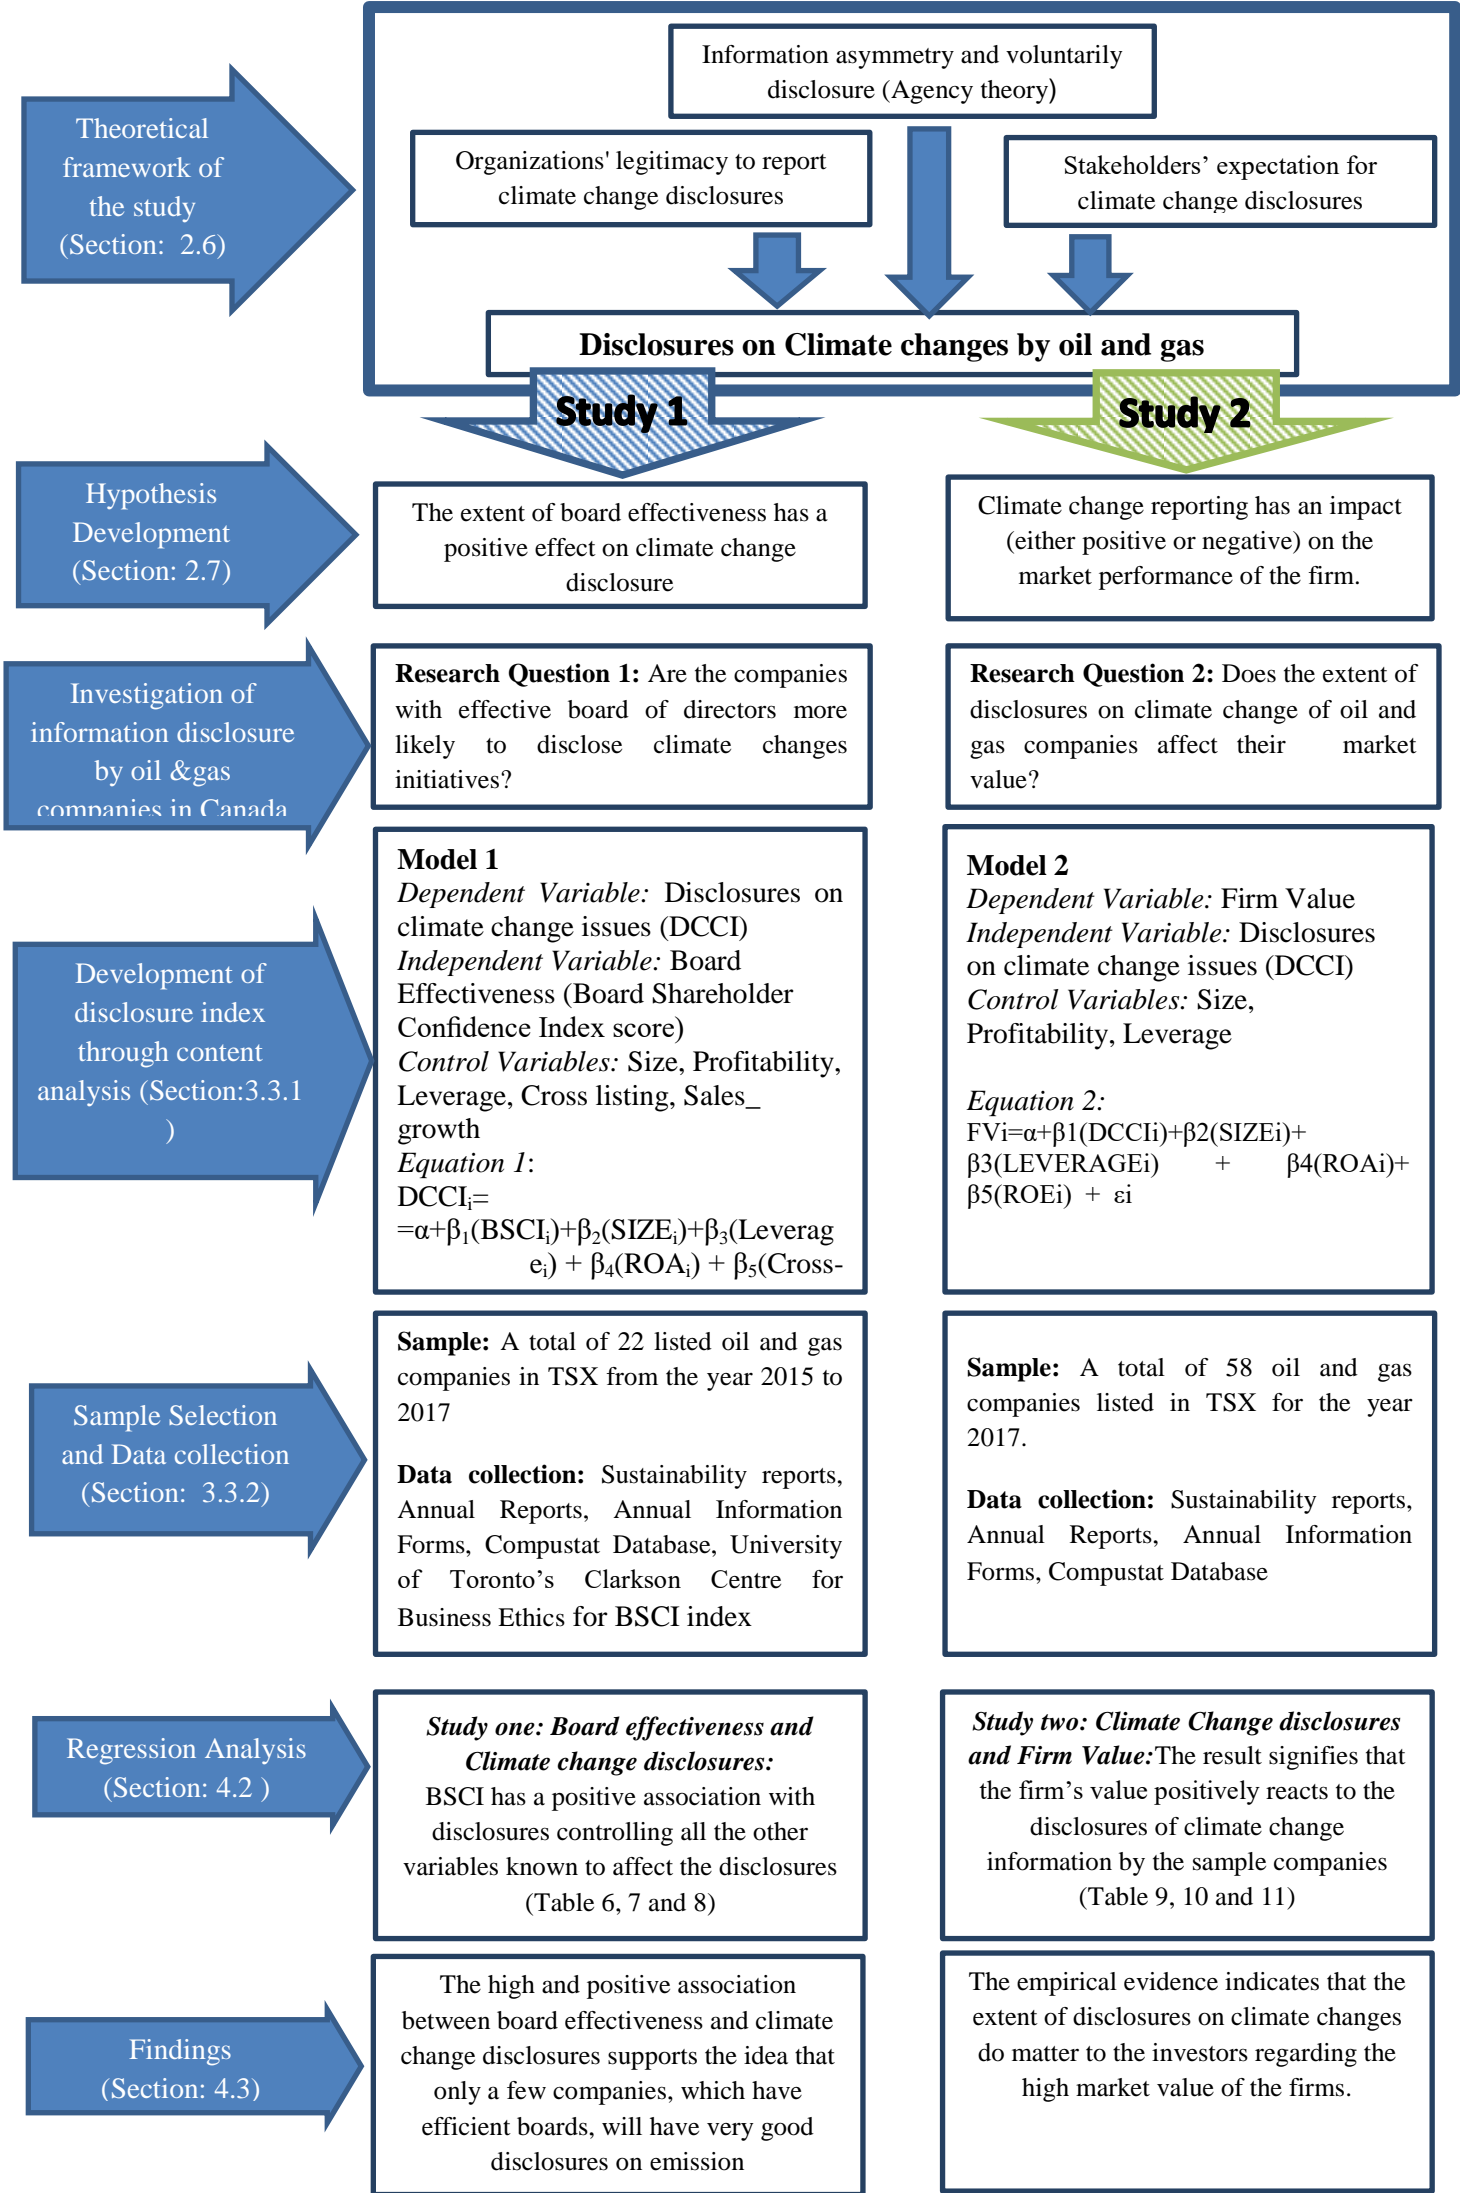 Information asymmetry and voluntarily
disclosure (Agency theory)
Theoretical
framework of
the study
(Section: 2.6)
Organizations' legitimacy to report
climate change disclosures
Stakeholders’ expectation for
climate change disclosures
Disclosures on Climate changes by oil and gas
Study 1
Study 2
Hypothesis
Development
(Section: 2.7)
The extent of board effectiveness has a
positive effect on climate change
disclosure
Climate change reporting has an impact
(either positive or negative) on the
market performance of the firm.
Investigation of
information disclosure
by oil &gas
companies in Canada
Research Question 1: Are the companies
with effective board of directors more
likely to disclose climate changes
initiatives?
Research Question 2: Does the extent of
disclosures on climate change of oil and
gas companies affect their market
value?
Development of
disclosure index
through content
analysis (Section:3.3.1
)
Model 1
Dependent Variable: Disclosures on
climate change issues (DCCI)
Independent Variable: Board
Effectiveness (Board Shareholder
Confidence Index score)
Control Variables: Size, Profitability,
Leverage, Cross listing, Sales_
growth
Equation 1:
DCCIᵢ=
=α+β₁(BSCIᵢ)+β₂(SIZEᵢ)+β₃(Leverag
eᵢ) + β₄(ROAᵢ) + β₅(Cross-
Model 2
Dependent Variable: Firm Value
Independent Variable: Disclosures
on climate change issues (DCCI)
Control Variables: Size,
Profitability, Leverage
Equation 2:
FVi=α+β1(DCCIi)+β2(SIZEi)+
β3(LEVERAGEi) + β4(ROAi)+
β5(ROEi) + εi
Sample Selection
and Data collection
(Section: 3.3.2)
Sample: A total of 22 listed oil and gas
companies in TSX from the year 2015 to
2017
Data collection: Sustainability reports,
Annual Reports, Annual Information
Forms, Compustat Database, University
of Toronto’s Clarkson Centre for
Business Ethics for BSCI index
Sample: A total of 58 oil and gas
companies listed in TSX for the year
2017.
Data collection: Sustainability reports,
Annual Reports, Annual Information
Forms, Compustat Database
Regression Analysis
(Section: 4.2 )
Study one: Board effectiveness and
Climate change disclosures:
BSCI has a positive association with
disclosures controlling all the other
variables known to affect the disclosures
(Table 6, 7 and 8)
Study two: Climate Change disclosures
and Firm Value:The result signifies that
the firm’s value positively reacts to the
disclosures of climate change
information by the sample companies
(Table 9, 10 and 11)
Findings
(Section: 4.3)
The high and positive association
between board effectiveness and climate
change disclosures supports the idea that
only a few companies, which have
efficient boards, will have very good
disclosures on emission
The empirical evidence indicates that the
extent of disclosures on climate changes
do matter to the investors regarding the
high market value of the firms.